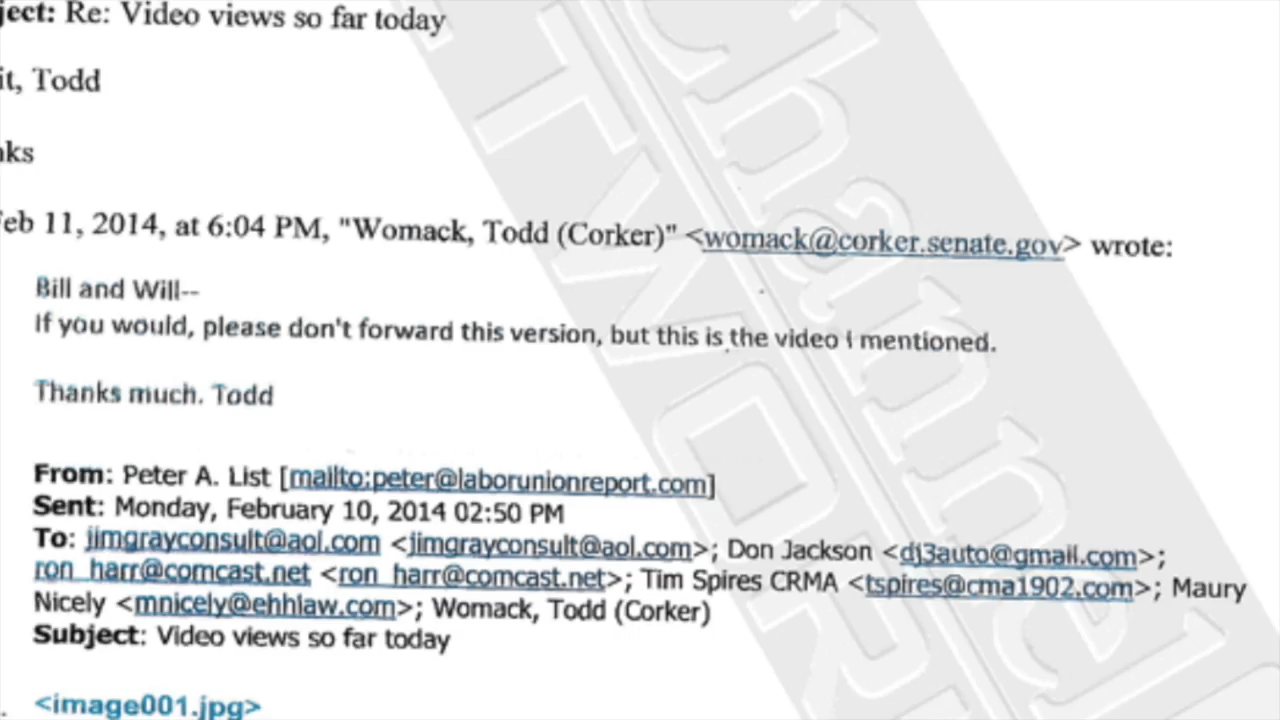 ject: Re: Video views so far today
it, Todd
nks
Feb 11, 2014, at 6:04 PM, "Womack, Todd (Corker)" <womack@corker.senate.gov> wrote:
Bill and Will--
If you would, please don't forward this version, but this is the video I mentioned.
Thanks much. Todd
From: Peter A. List [mailto:peter@laborunionreport.com]
Sent: Monday, February 10, 2014 02:50 PM
To: jimgrayconsult@aol.com <jimgrayconsult@aol.com>; Don Jackson <dj3auto@gmail.com>;
ron_harr@comcast.net <ron_harr@comcast.net>; Tim Spires CRMA <tspires@cma1902.com>; Maury
Nicely <mnicely@ehhlaw.com>; Womack, Todd (Corker)
Subject: Video views so far today
<image001.jpg>
Channel
TWOR